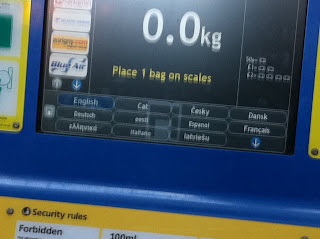 0.0kg
Place 1 bag on scales
Blue Air
English Cat Česky Dansk
Deutsch eesti Espanol Français
ελληνικά Italiano latviešu
Security rules
Forbidden 100ml